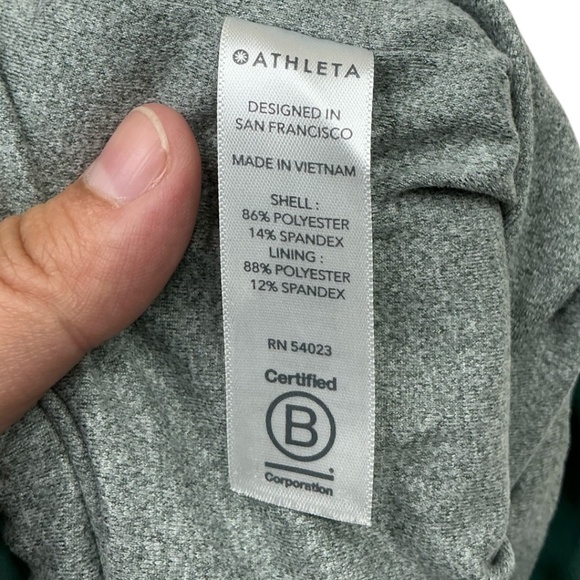 ATHLETA
DESIGNED IN
SAN FRANCISCO
MADE IN VIETNAM
SHELL :
86% POLYESTER
14% SPANDEX
LINING :
88% POLYESTER
12% SPANDEX
RN 54023
Certified
B
Corporation